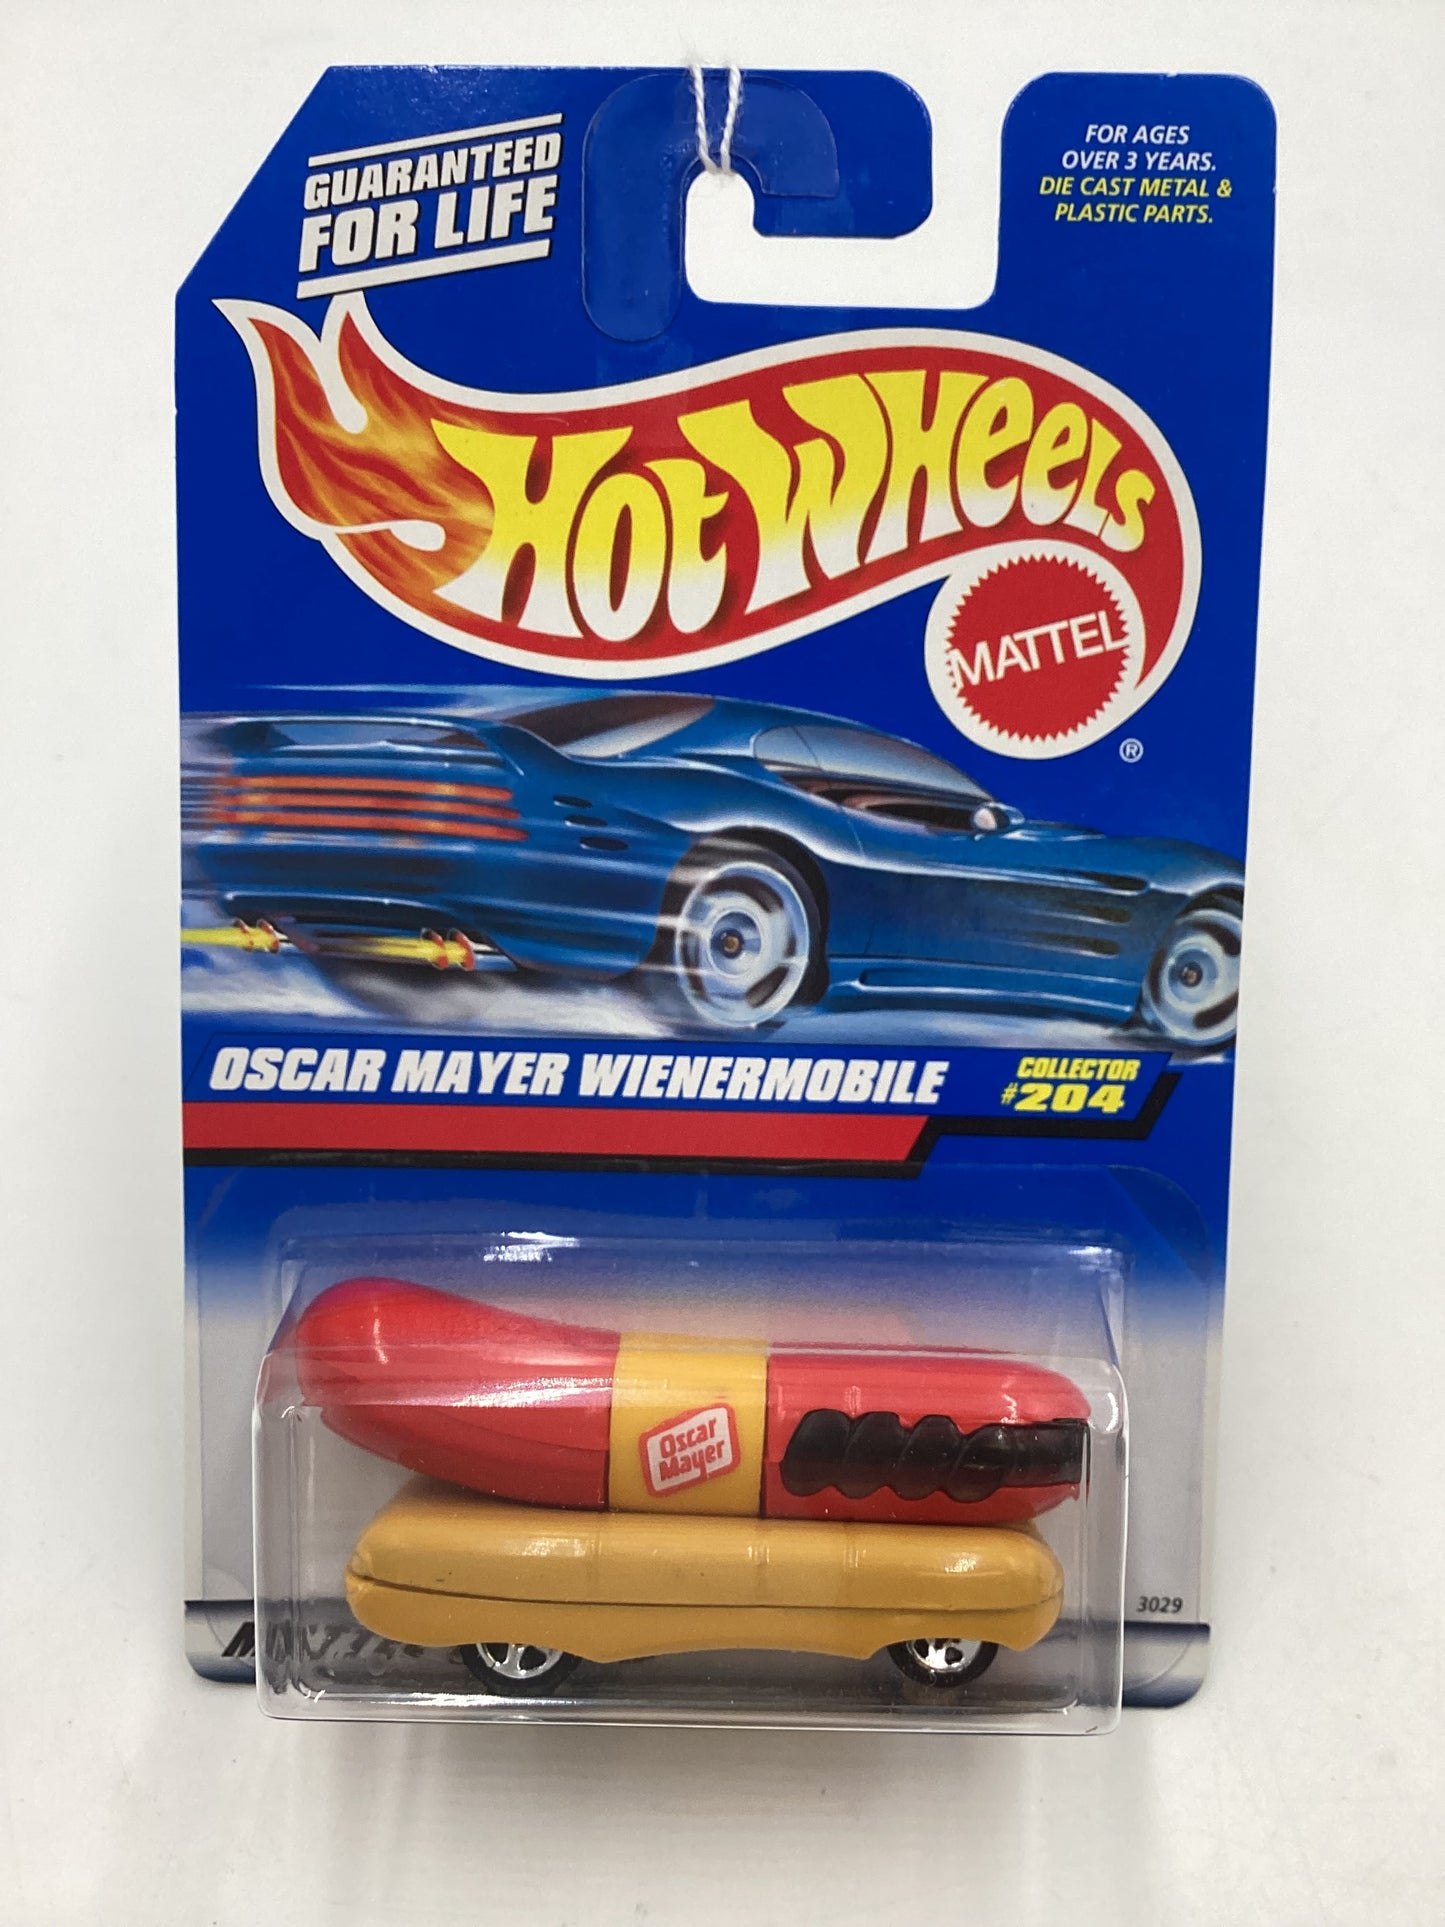 GUARANTEED
FOR LIFE
FOR AGES
OVER 3 YEARS.
DIE CAST METAL &
PLASTIC PARTS.
HOT WHEELS
MATTEL
®
OSCAR MAYER WIENERMOBILE
COLLECTOR
#204
Oscar
Mayer
3029